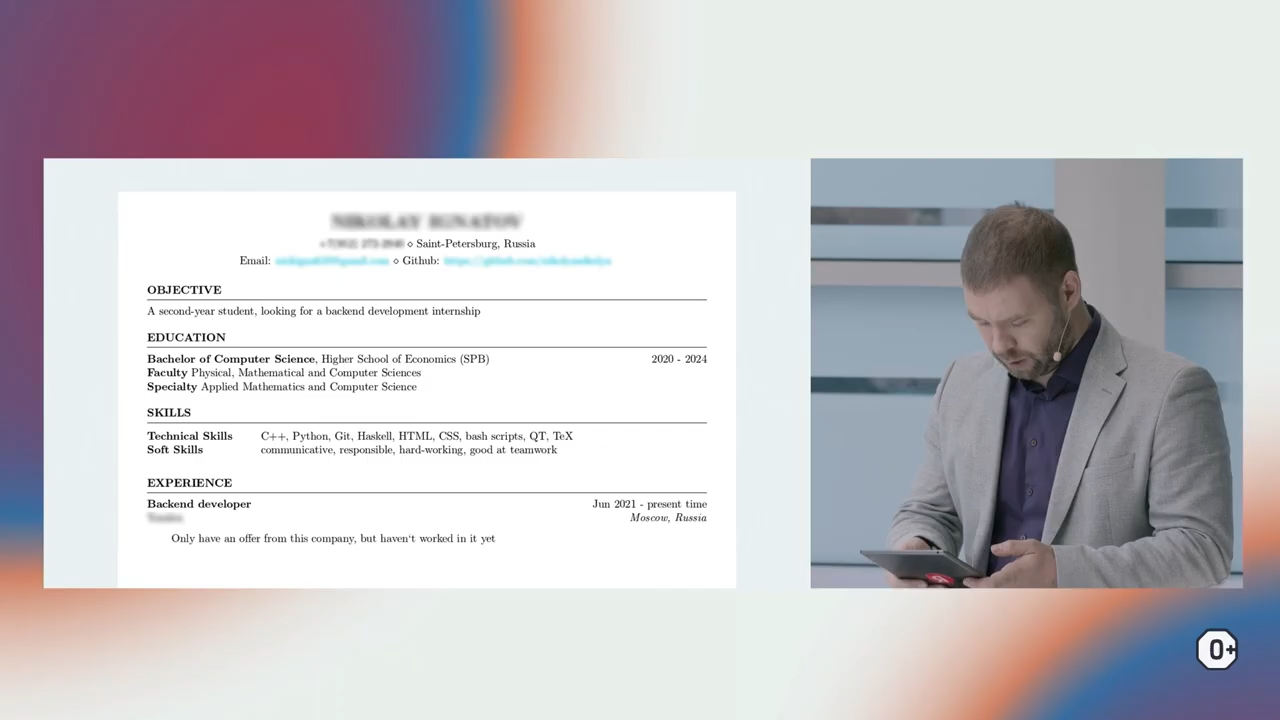 + Saint-Petersburg, Russia
Email: ⋄ Github:
OBJECTIVE
A second-year student, looking for a backend development internship
EDUCATION
Bachelor of Computer Science, Higher School of Economics (SPB) 2020 - 2024
Faculty Physical, Mathematical and Computer Sciences
Specialty Applied Mathematics and Computer Science
SKILLS
Technical Skills C++, Python, Git, Haskell, HTML, CSS, bash scripts, QT, TeX
Soft Skills communicative, responsible, hard-working, good at teamwork
EXPERIENCE
Backend developer Jun 2021 - present time
Moscow, Russia
Only have an offer from this company, but haven‘t worked in it yet
0+